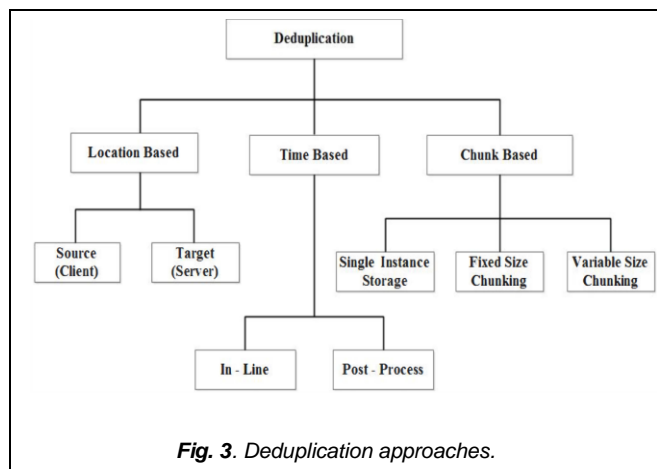 Deduplication
Location Based
Time Based
Chunk Based
Source
(Client)
Target
(Server)
Single Instance
Storage
Fixed Size
Chunking
Variable Size
Chunking
In - Line
Post - Process
Fig. 3. Deduplication approaches.